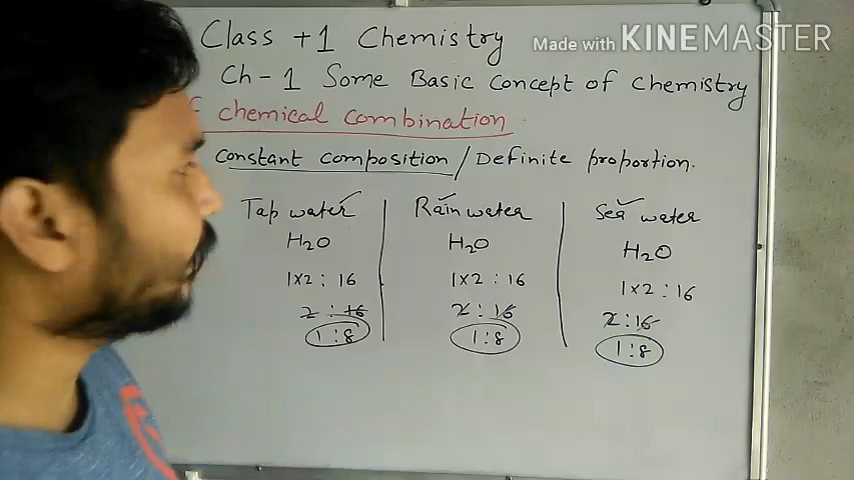 Class +1 Chemistry
Made with KINEMASTER
Ch - 1 Some Basic Concept of Chemistry
chemical combination
Constant composition / Definite proportion.
Tap water
Rain water
Sea water
H2O
H2O
H2O
1x2 : 16
1x2 : 16
1x2 : 16
2 : 16
2 : 16
2 : 16
1 : 8
1 : 8
1 : 8